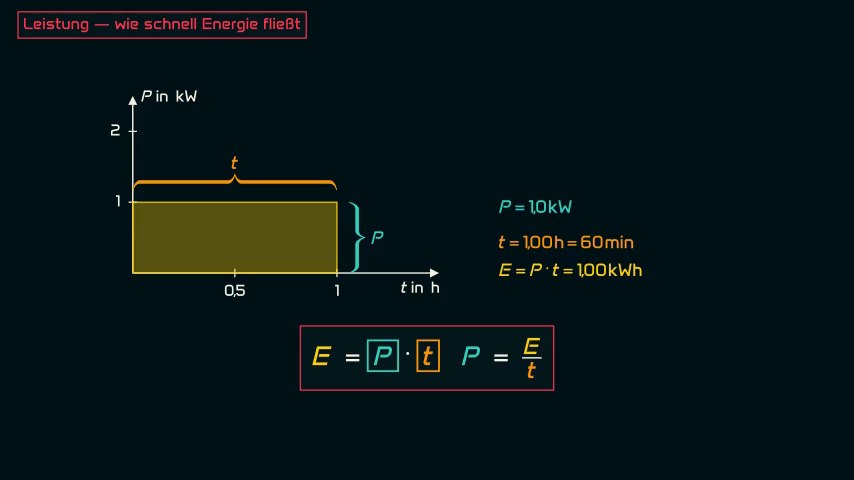 Leistung — wie schnell Energie fließt
P in kW
2
t
1
P
0,5
1
t in h
P = 1,0 kW
t = 1,00 h = 60 min
E = P · t = 1,00 kWh
E = P · t P = E/t